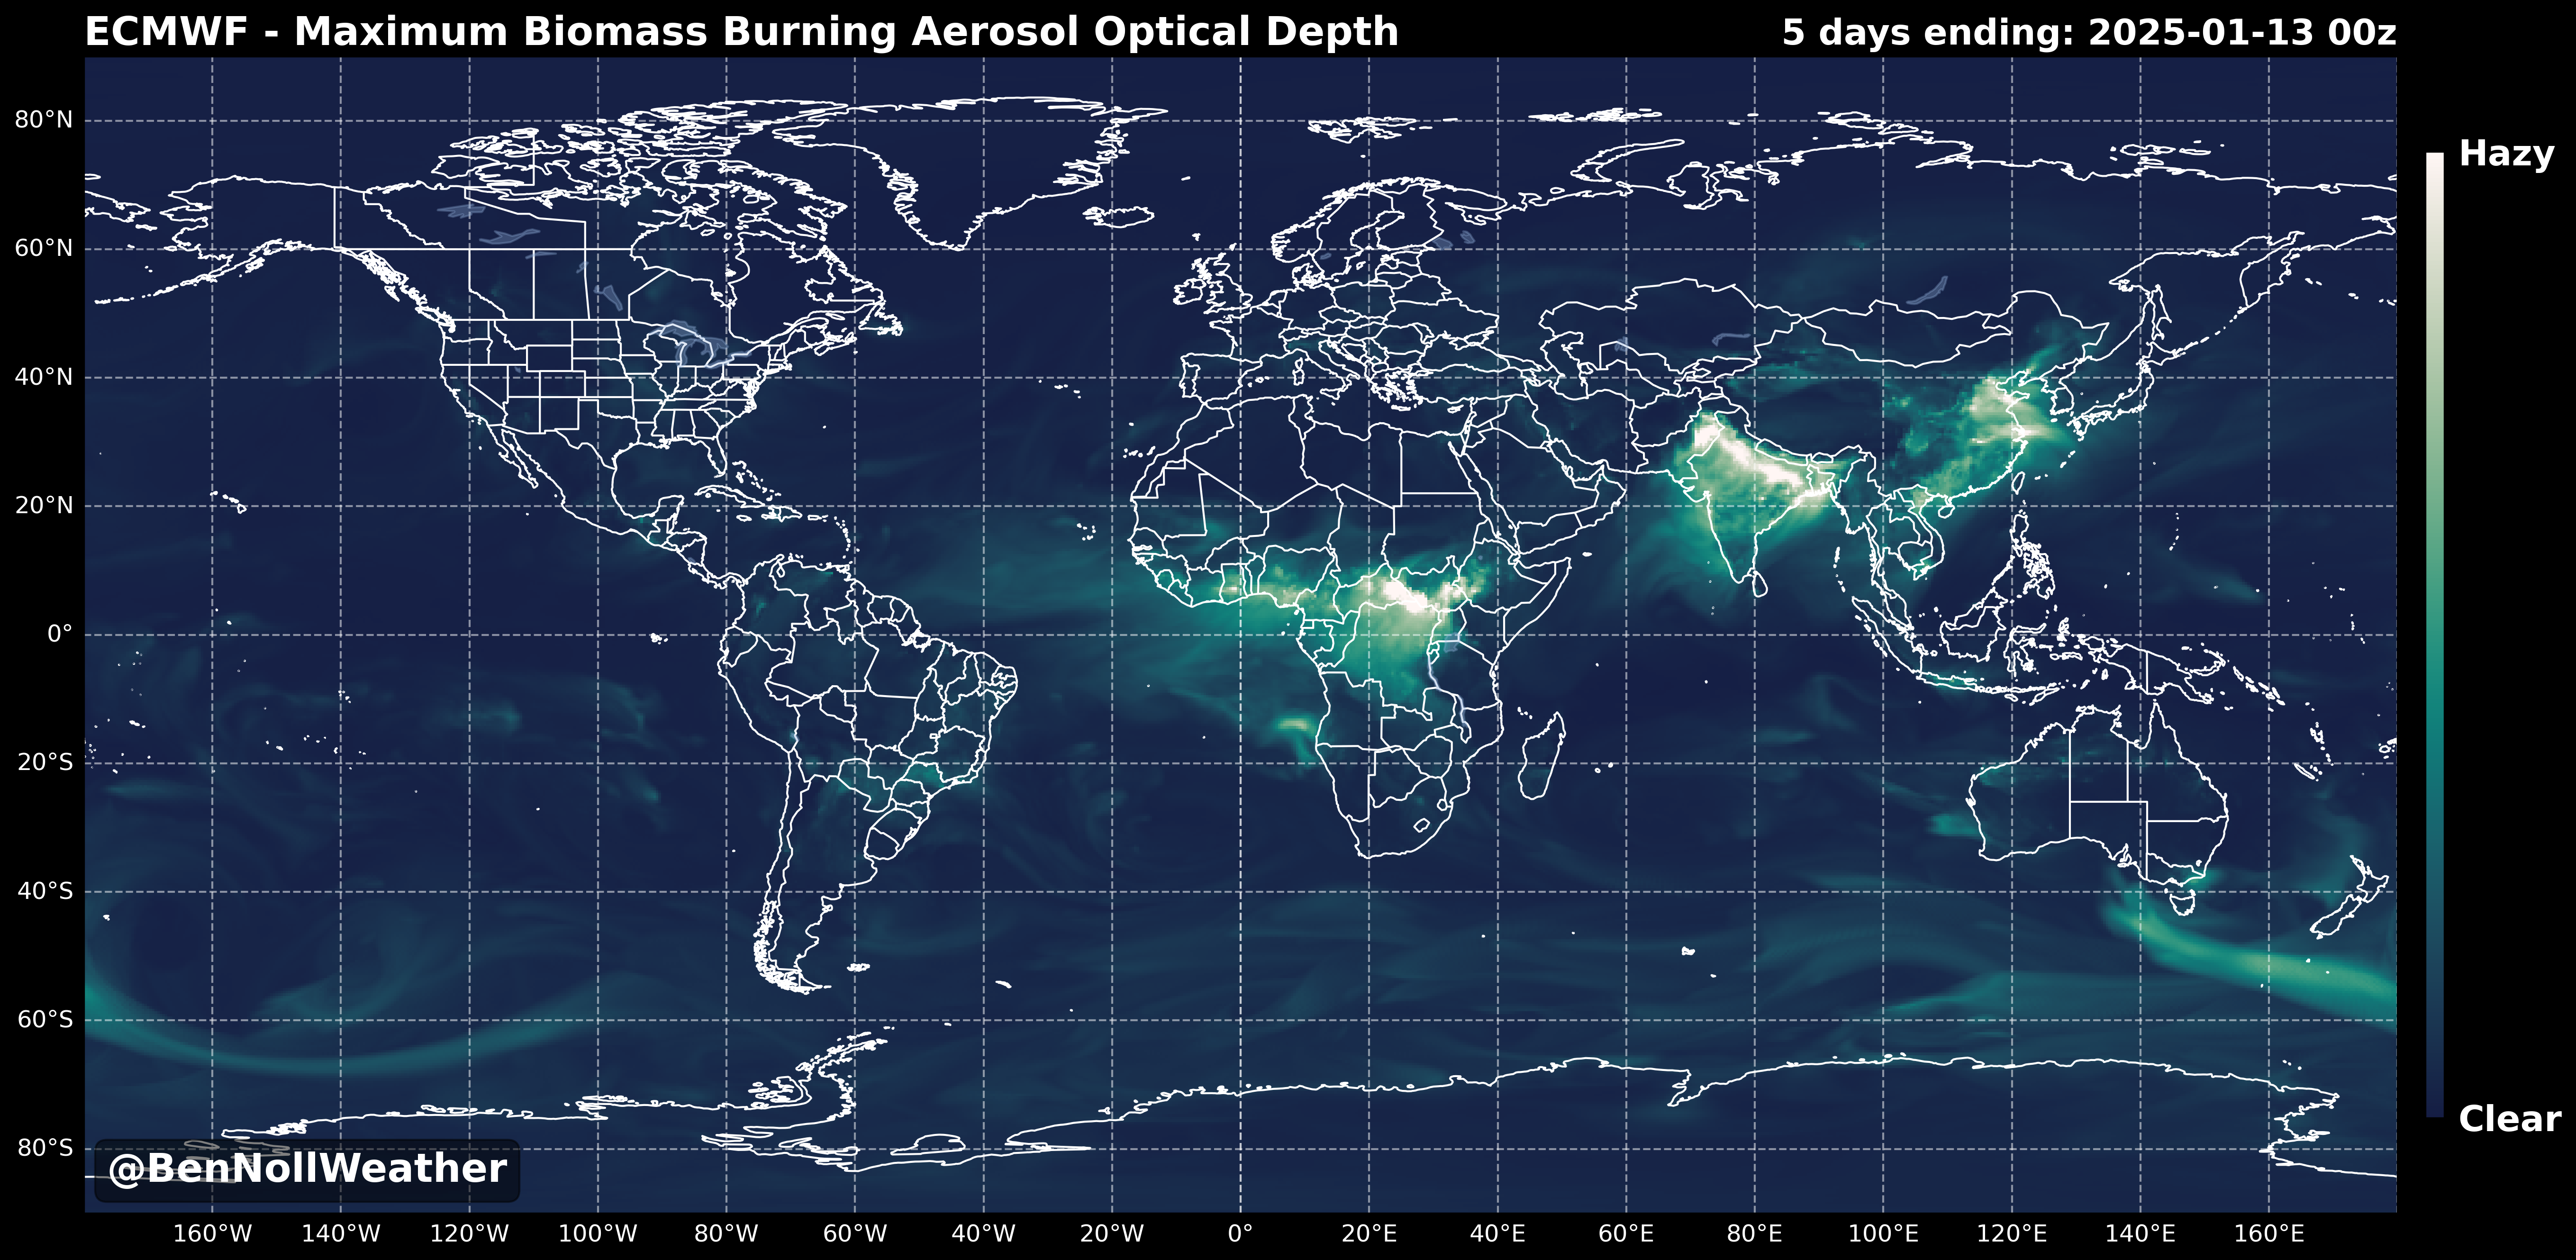 ECMWF - Maximum Biomass Burning Aerosol Optical Depth
5 days ending: 2025-01-13 00z
80°N
60°N
40°N
20°N
0°
20°S
40°S
60°S
80°S
Hazy
Clear
@BenNollWeather
160°W 140°W 120°W 100°W 80°W 60°W 40°W 20°W 0° 20°E 40°E 60°E 80°E 100°E 120°E 140°E 160°E